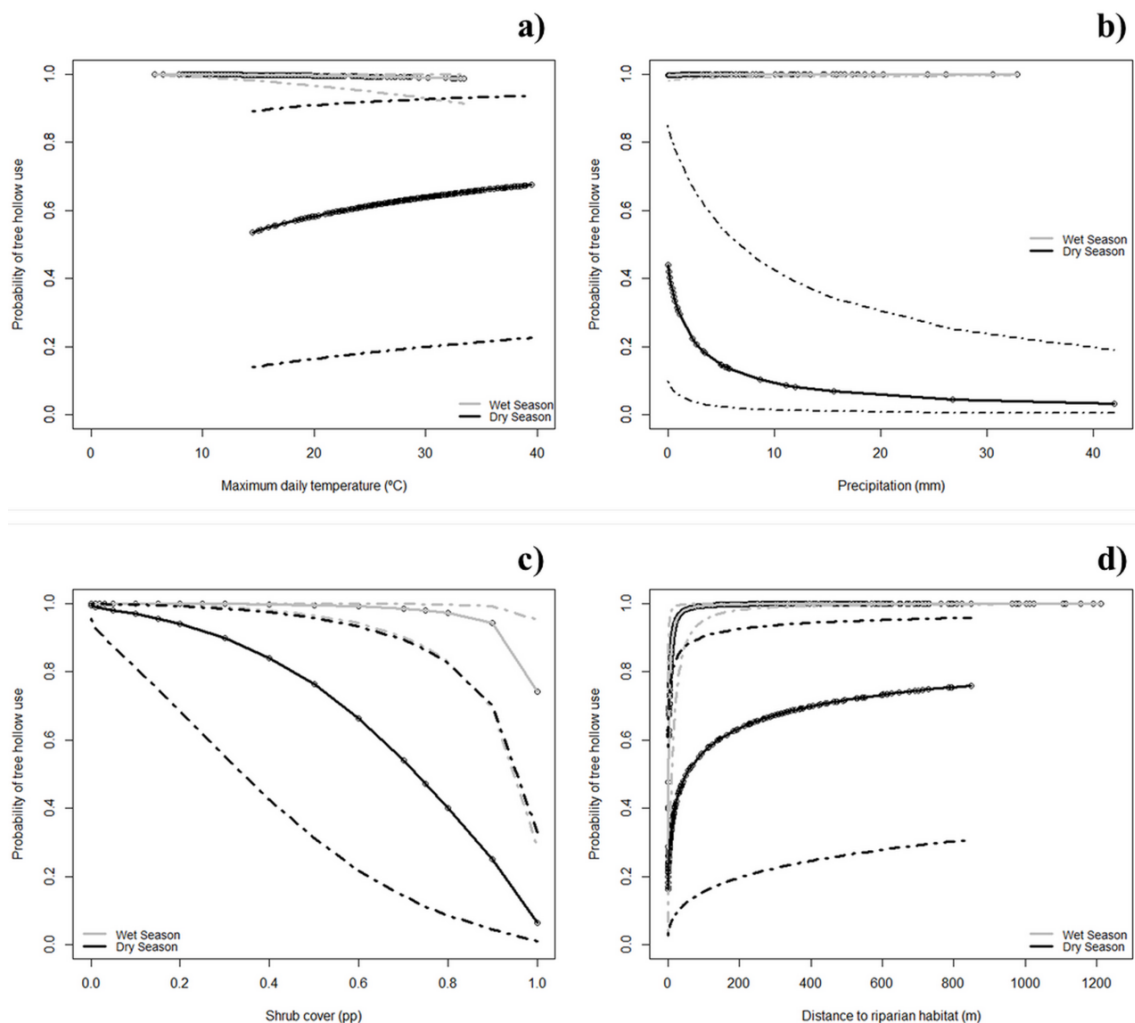 a)
Probability of tree hollow use
0.0 0.2 0.4 0.6 0.8 1.0
Wet Season
Dry Season
0 10 20 30 40
Maximum daily temperature (ºC)
b)
Probability of tree hollow use
0.0 0.2 0.4 0.6 0.8 1.0
Wet Season
Dry Season
0 10 20 30 40
Precipitation (mm)
c)
Probability of tree hollow use
0.0 0.2 0.4 0.6 0.8 1.0
Wet Season
Dry Season
0.0 0.2 0.4 0.6 0.8 1.0
Shrub cover (pp)
d)
Probability of tree hollow use
0.0 0.2 0.4 0.6 0.8 1.0
Wet Season
Dry Season
0 200 400 600 800 1000 1200
Distance to riparian habitat (m)